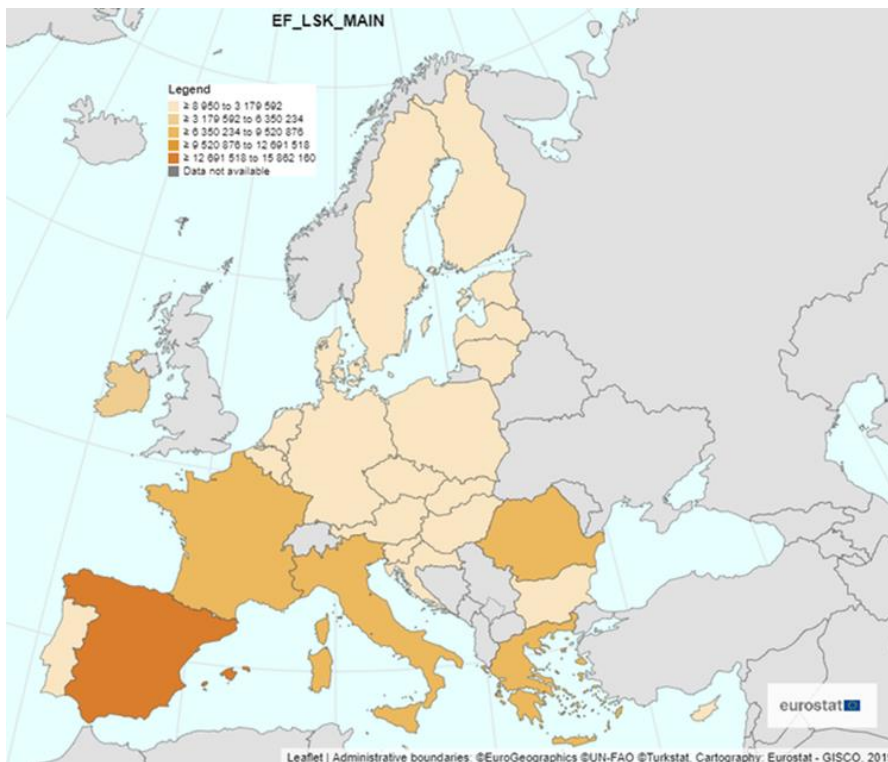 EF_LSK_MAIN
Legend
≥ 8 950 to 3 179 592
≥ 3 179 592 to 6 350 234
≥ 6 350 234 to 9 520 876
≥ 9 520 876 to 12 691 518
≥ 12 691 518 to 15 862 160
Data not available
eurostat
Leaflet | Administrative boundaries: ©EuroGeographics ©UN-FAO ©Turkstat, Cartography: Eurostat - GISCO, 201